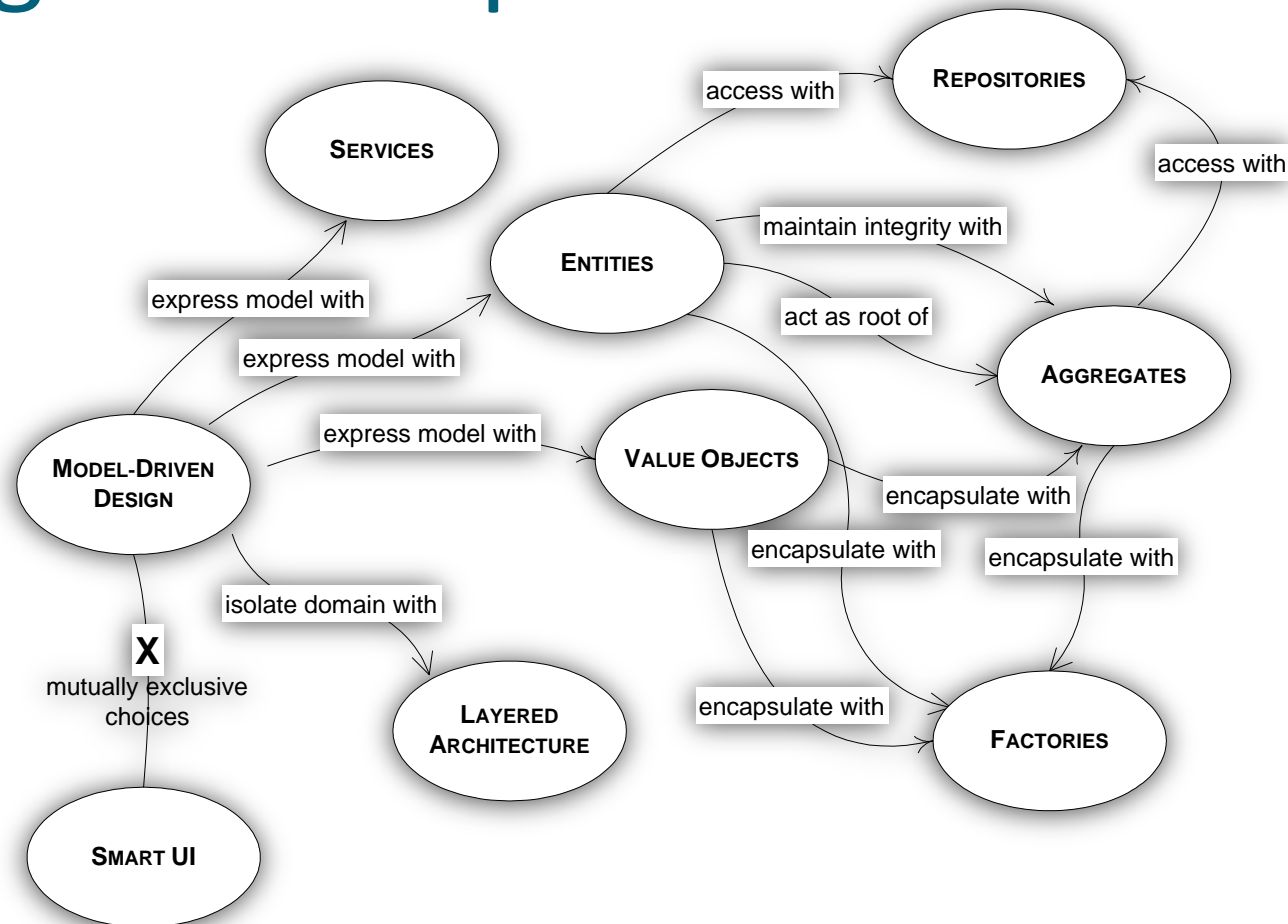 REPOSITORIES
access with
SERVICES
access with
maintain integrity with
ENTITIES
express model with
act as root of
express model with
AGGREGATES
express model with
VALUE OBJECTS
MODEL-DRIVEN
DESIGN
encapsulate with
encapsulate with
encapsulate with
isolate domain with
X
mutually exclusive
choices
encapsulate with
LAYERED
ARCHITECTURE
FACTORIES
SMART UI